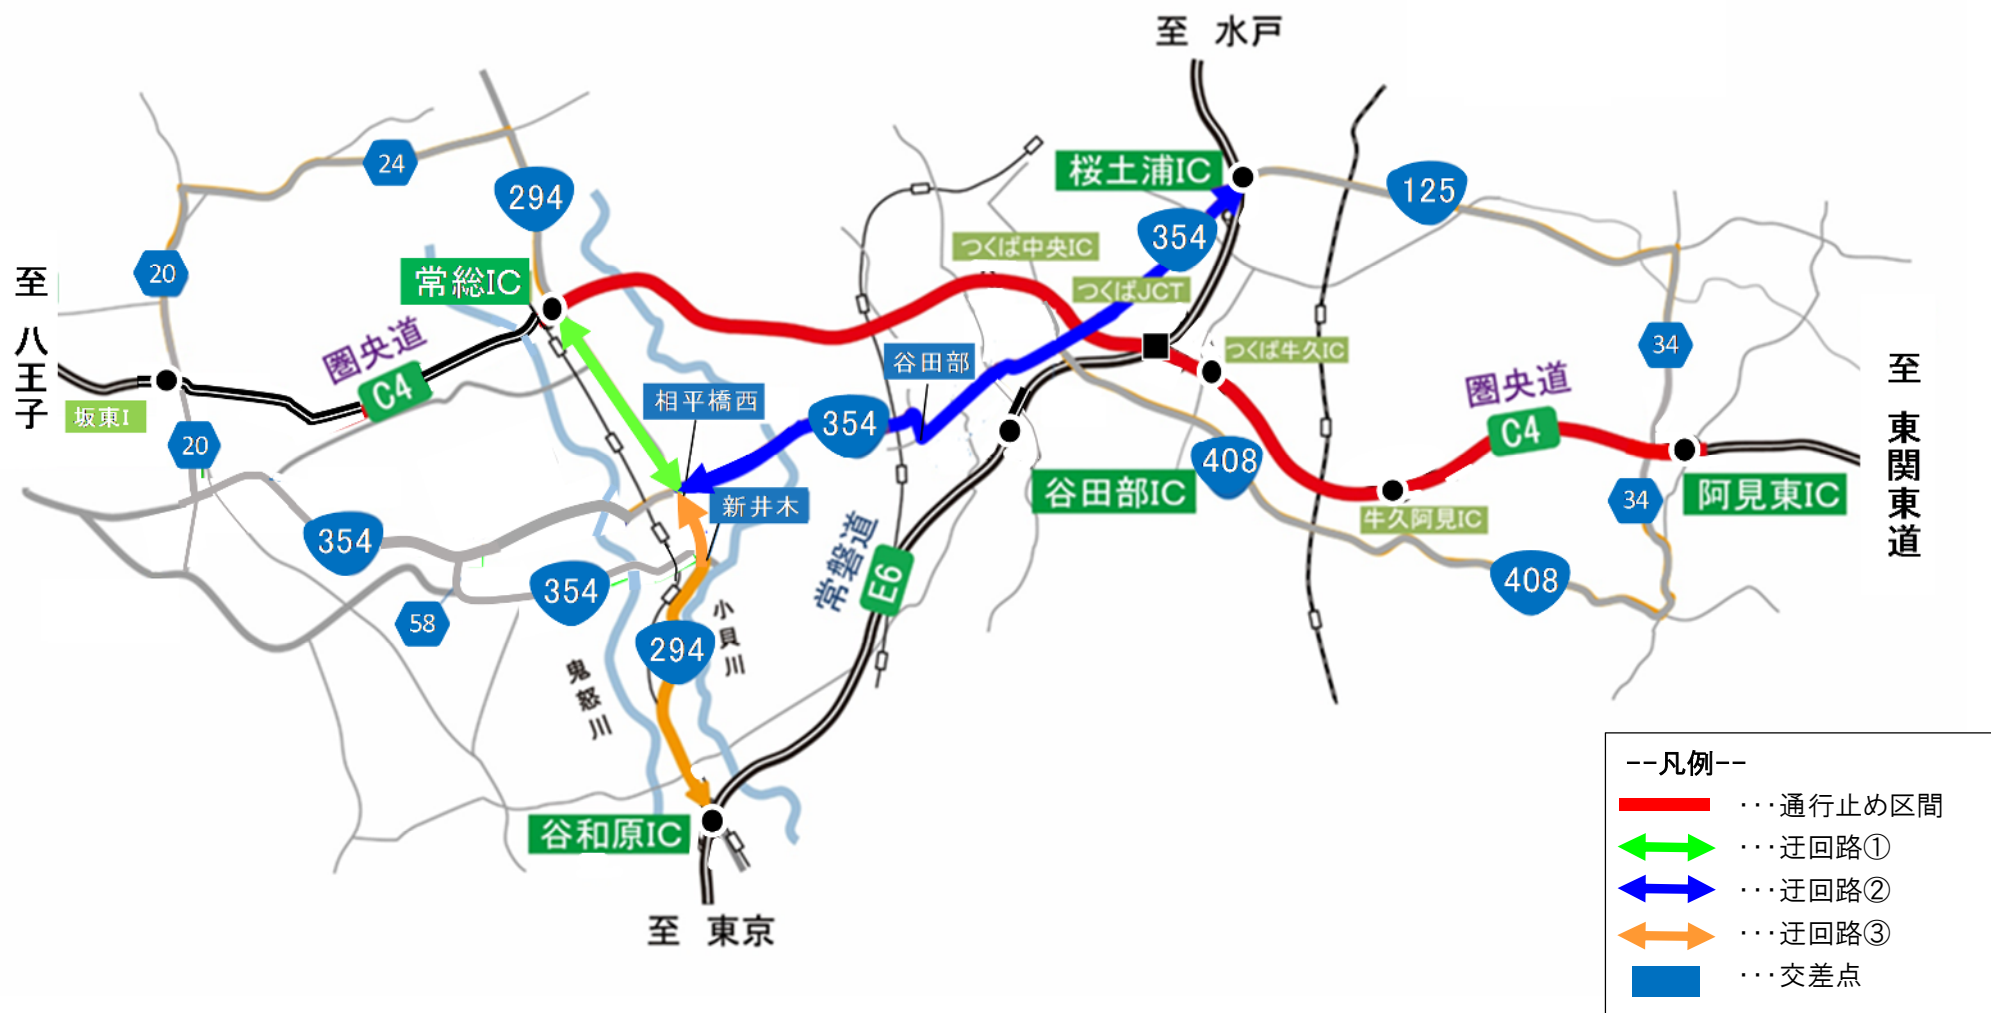 至 水戸
24
294
桜土浦IC
125
354
つくば中央IC
20
常総IC
つくばJCT
至 八王子
圏央道
C4
坂東I
谷田部
つくば牛久IC
34
至 東関東道
相平橋西
354
圏央道
C4
20
408
谷田部IC
阿見東IC
34
新井木
牛久阿見IC
354
常磐道
E6
354
408
58
小貝川
294
鬼怒川
谷和原IC
至 東京
--凡例--
・・・通行止め区間
・・・迂回路①
・・・迂回路②
・・・迂回路③
・・・交差点